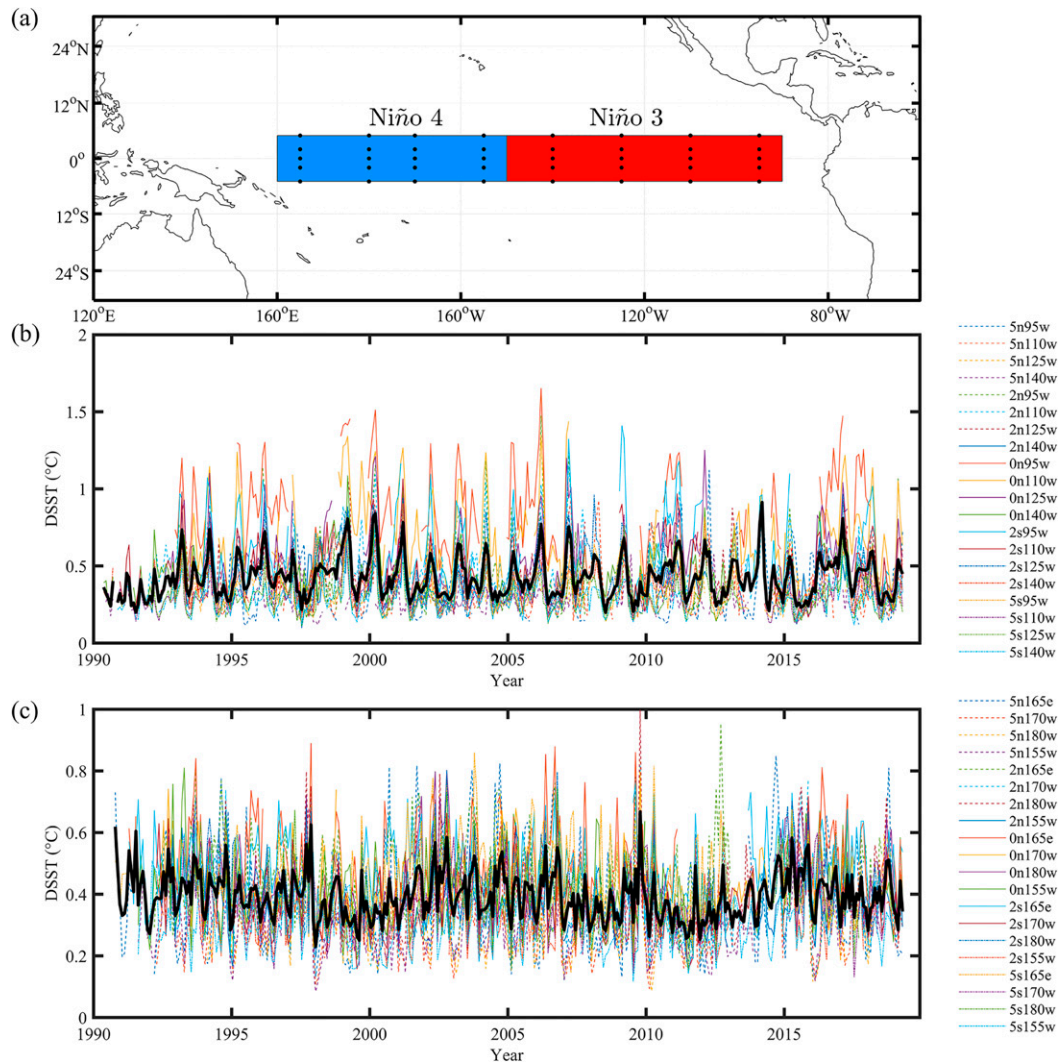 (a)
24°N
12°N
0°
12°S
24°S
Niño 4
Niño 3
120°E
160°E
160°W
120°W
80°W
(b)
2
1.5
1
0.5
0
DSST (°C)
1990
1995
2000
2005
2010
2015
Year
5n95w
5n110w
5n125w
5n140w
2n95w
2n110w
2n125w
2n140w
0n95w
0n110w
0n125w
0n140w
2s95w
2s110w
2s125w
2s140w
5s95w
5s110w
5s125w
5s140w
(c)
1
0.8
0.6
0.4
0.2
0
DSST (°C)
1990
1995
2000
2005
2010
2015
Year
5n165e
5n170w
5n180w
5n155w
2n165e
2n170w
2n180w
2n155w
0n165e
0n170w
0n180w
0n155w
2s165e
2s170w
2s180w
2s155w
5s165e
5s170w
5s180w
5s155w